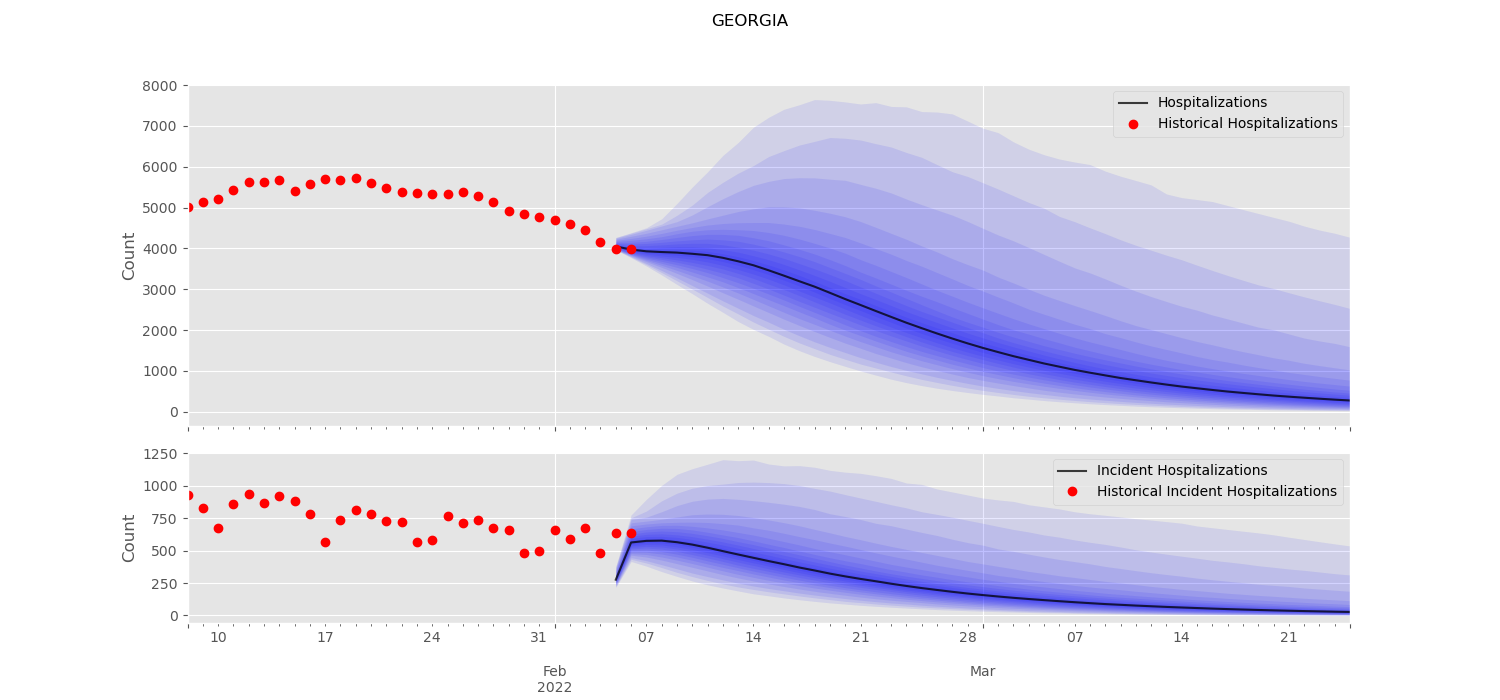 GEORGIA
8000
7000
6000
5000
4000
3000
2000
1000
0
Count
Hospitalizations
Historical Hospitalizations
1250
1000
750
500
250
0
Count
Incident Hospitalizations
Historical Incident Hospitalizations
10 17 24 31 07 14 21 28 07 14 21
Feb Mar
2022